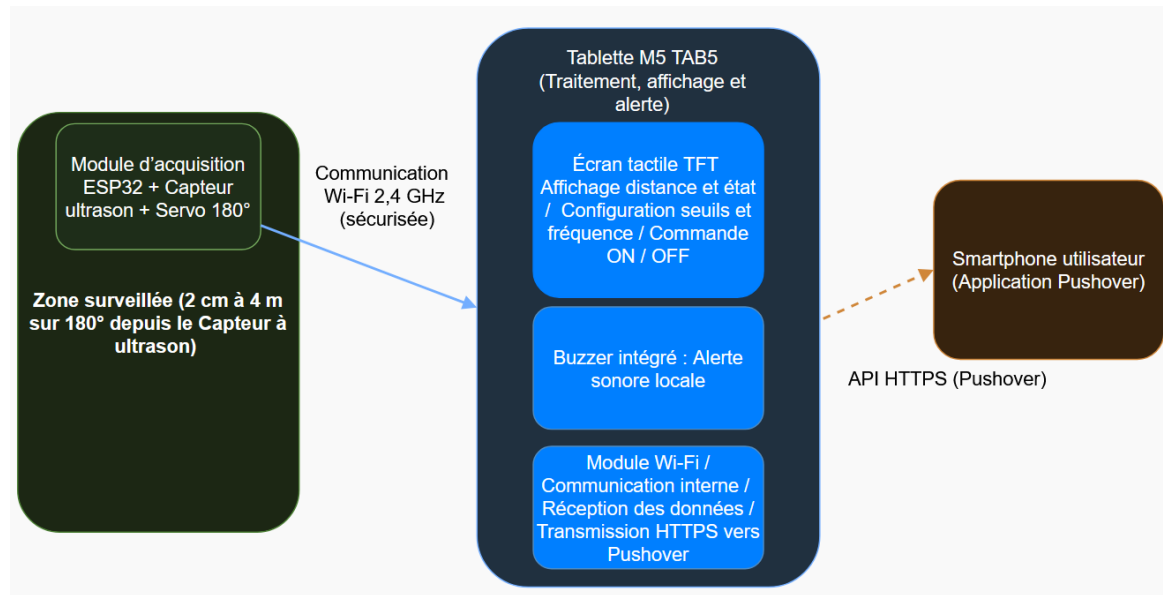 Module d'acquisition
ESP32 + Capteur
ultrason + Servo 180°
Zone surveillée (2 cm à 4 m
sur 180° depuis le Capteur à
ultrason)
Communication
Wi-Fi 2,4 GHz
(sécurisée)
Tablette M5 TAB5
(Traitement, affichage et
alerte)
Écran tactile TFT
Affichage distance et état
/ Configuration seuils et
fréquence / Commande
ON / OFF
Buzzer intégré : Alerte
sonore locale
Module Wi-Fi /
Communication interne /
Réception des données /
Transmission HTTPS vers
Pushover
API HTTPS (Pushover)
Smartphone utilisateur
(Application Pushover)